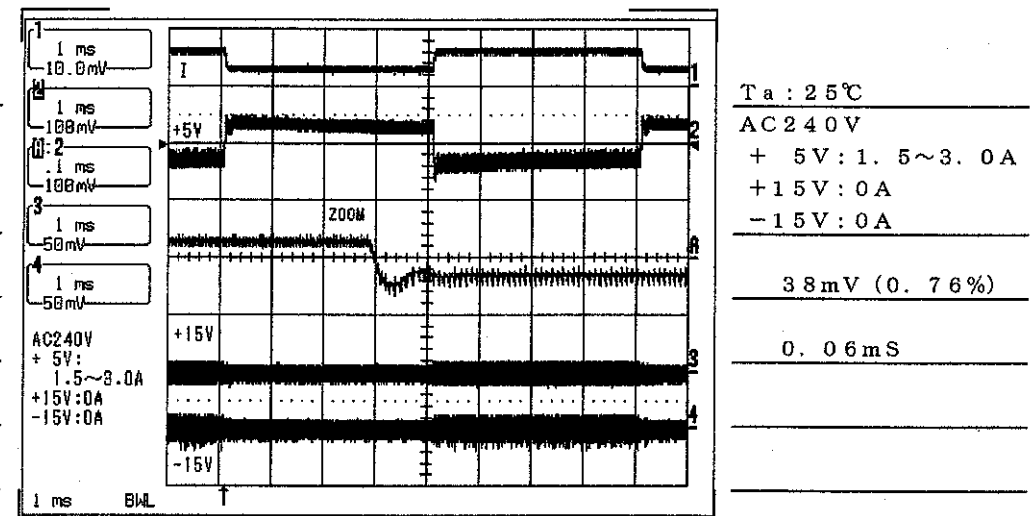 1
1 ms
10.0mV
2
1 ms
100mV
:2
.1 ms
100mV
3
1 ms
50mV
4
1 ms
50mV
AC240V
+ 5V:
1.5~3.0A
+15V:0A
-15V:0A
1 ms BWL
I
1
+5V
2
ZOOM
+15V
3
4
-15V
Ta:25℃
AC240V
+ 5V:1.5~3.0A
+15V:0A
-15V:0A
38mV (0.76%)
0.06mS